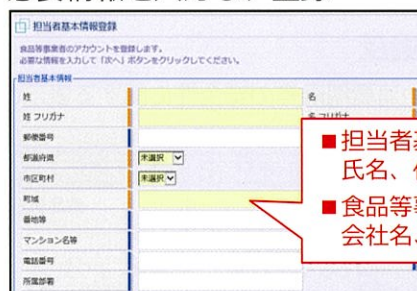 担当者基本情報登録
食品等事業者のアカウントを登録します。
必要な情報を入力して「次へ」ボタンをクリックしてください。
担当者基本情報
姓
名
姓 フリガナ
郵便番号
都道府県
未選択
市区町村
未選択
町域
番地等
マンション名等
電話番号
所属部署
■担当者
氏名、
■食品等
会社名、